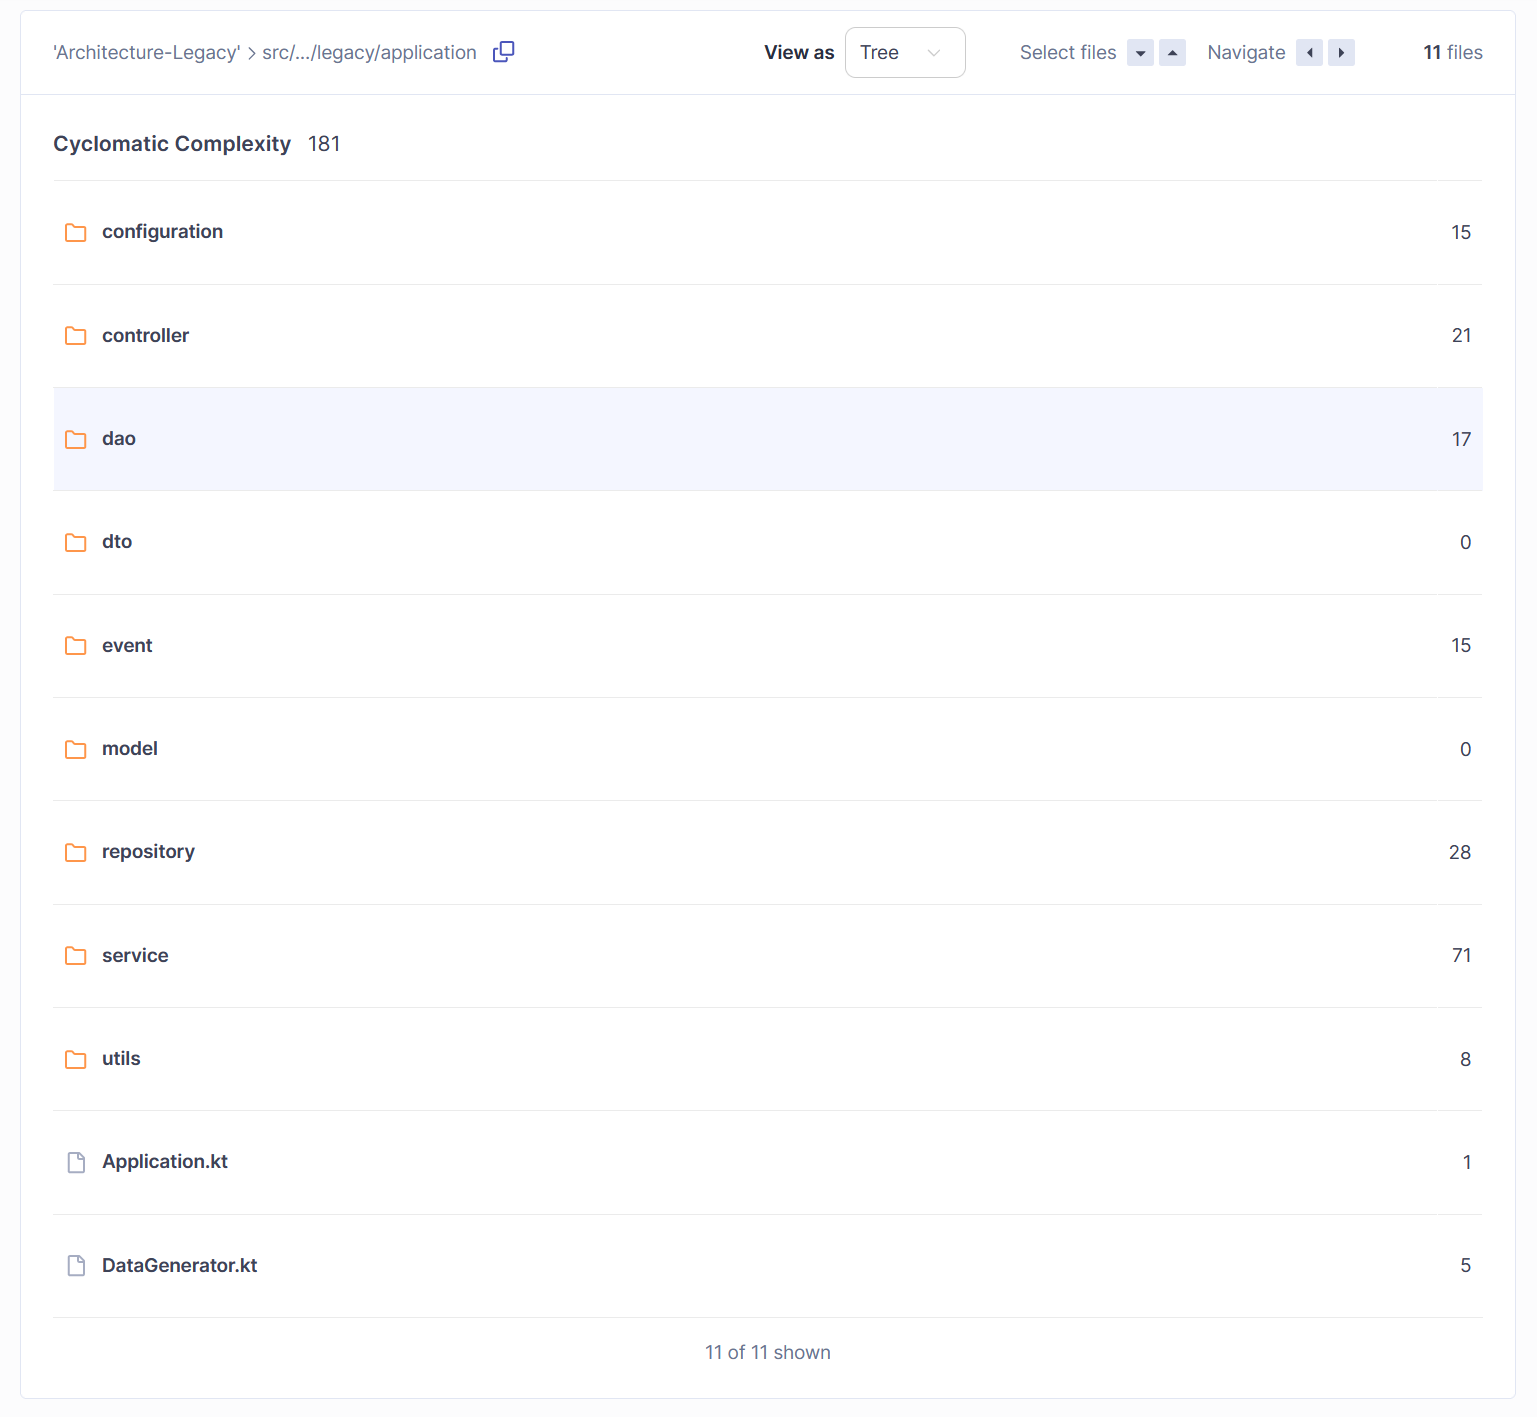 'Architecture-Legacy' > src/.../legacy/application View as Tree Select files Navigate 11 files
Cyclomatic Complexity 181
configuration 15
controller 21
dao 17
dto 0
event 15
model 0
repository 28
service 71
utils 8
Application.kt 1
DataGenerator.kt 5
11 of 11 shown